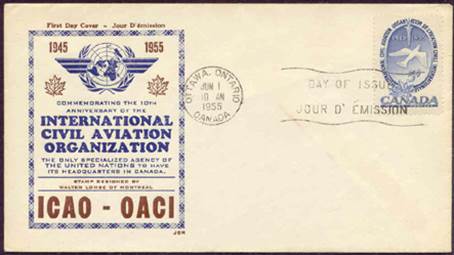 First Day Cover - Jour D'émission
1945 1955
COMMEMORATING THE 10TH
ANNIVERSARY OF THE
INTERNATIONAL
CIVIL AVIATION
ORGANIZATION
THE ONLY SPECIALIZED AGENCY OF
THE UNITED NATIONS TO HAVE
ITS HEADQUARTERS IN CANADA.
STAMP DESIGNED BY
WALTER LOHSE OF MONTREAL
ICAO - OACI
OTTAWA, ONTARIO
JUN 1
10 AM
1955
CANADA
DAY OF ISSUE
JOUR D' ÉMISSION
CANADA